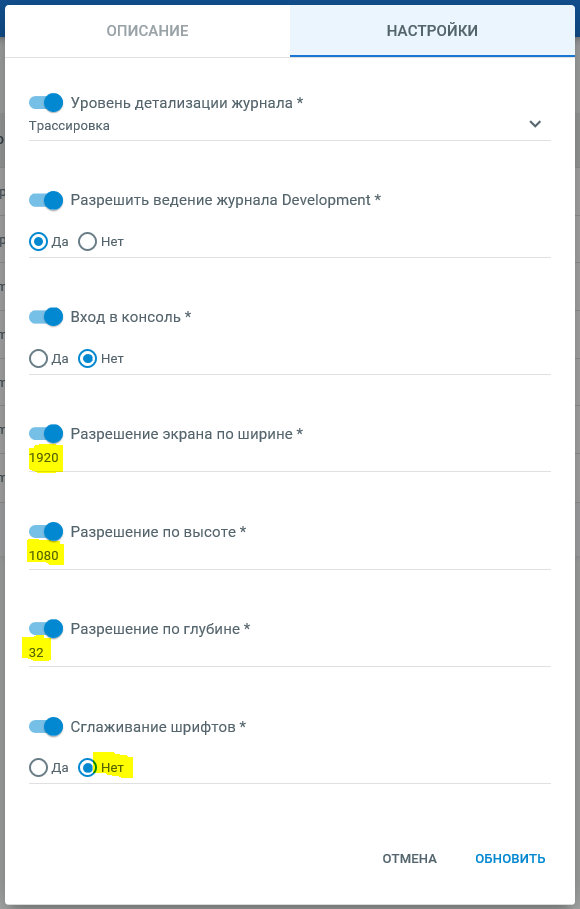 ОПИСАНИЕ НАСТРОЙКИ
Уровень детализации журнала *
Трассировка
Разрешить ведение журнала Development *
Да Нет
Вход в консоль *
Да Нет
Разрешение экрана по ширине *
1920
Разрешение по высоте *
1080
Разрешение по глубине *
32
Сглаживание шрифтов *
Да Нет
ОТМЕНА ОБНОВИТЬ